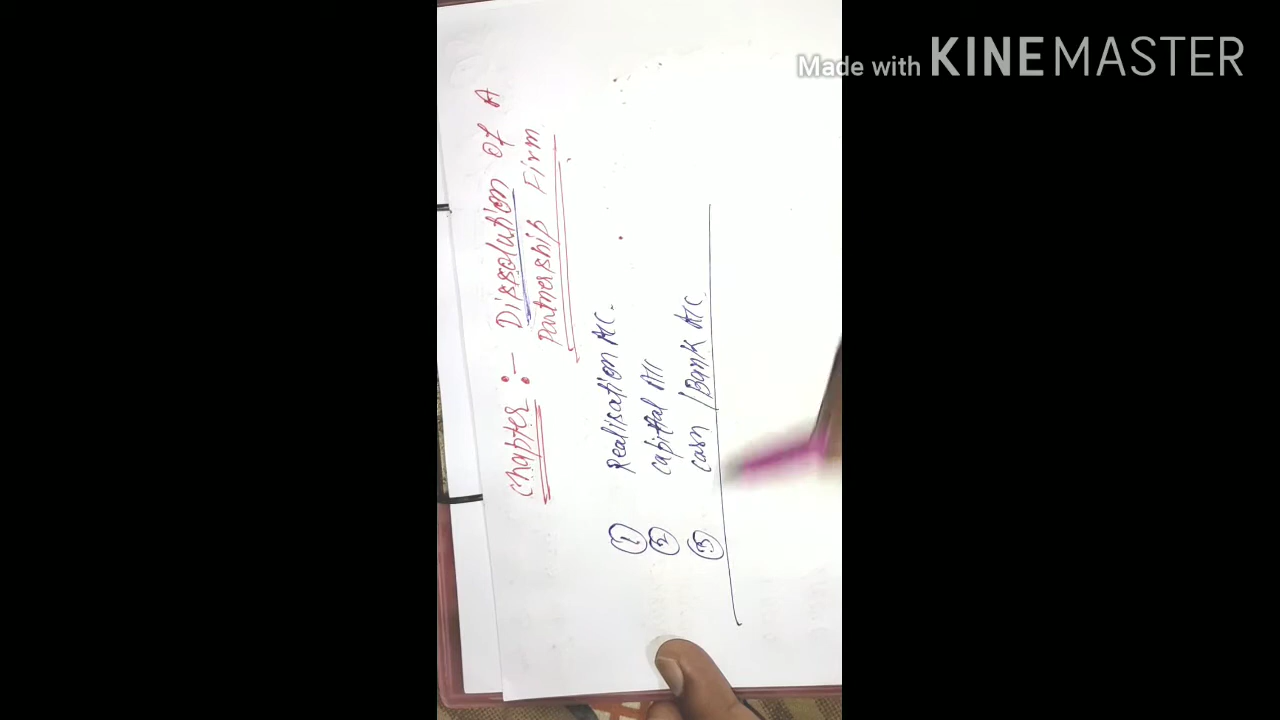 Made with KINEMASTER
Chapter :- Dissolution of A
Partnership Firm
① Realisation A/C.
② Capital A/C
③ Cash / Bank A/C